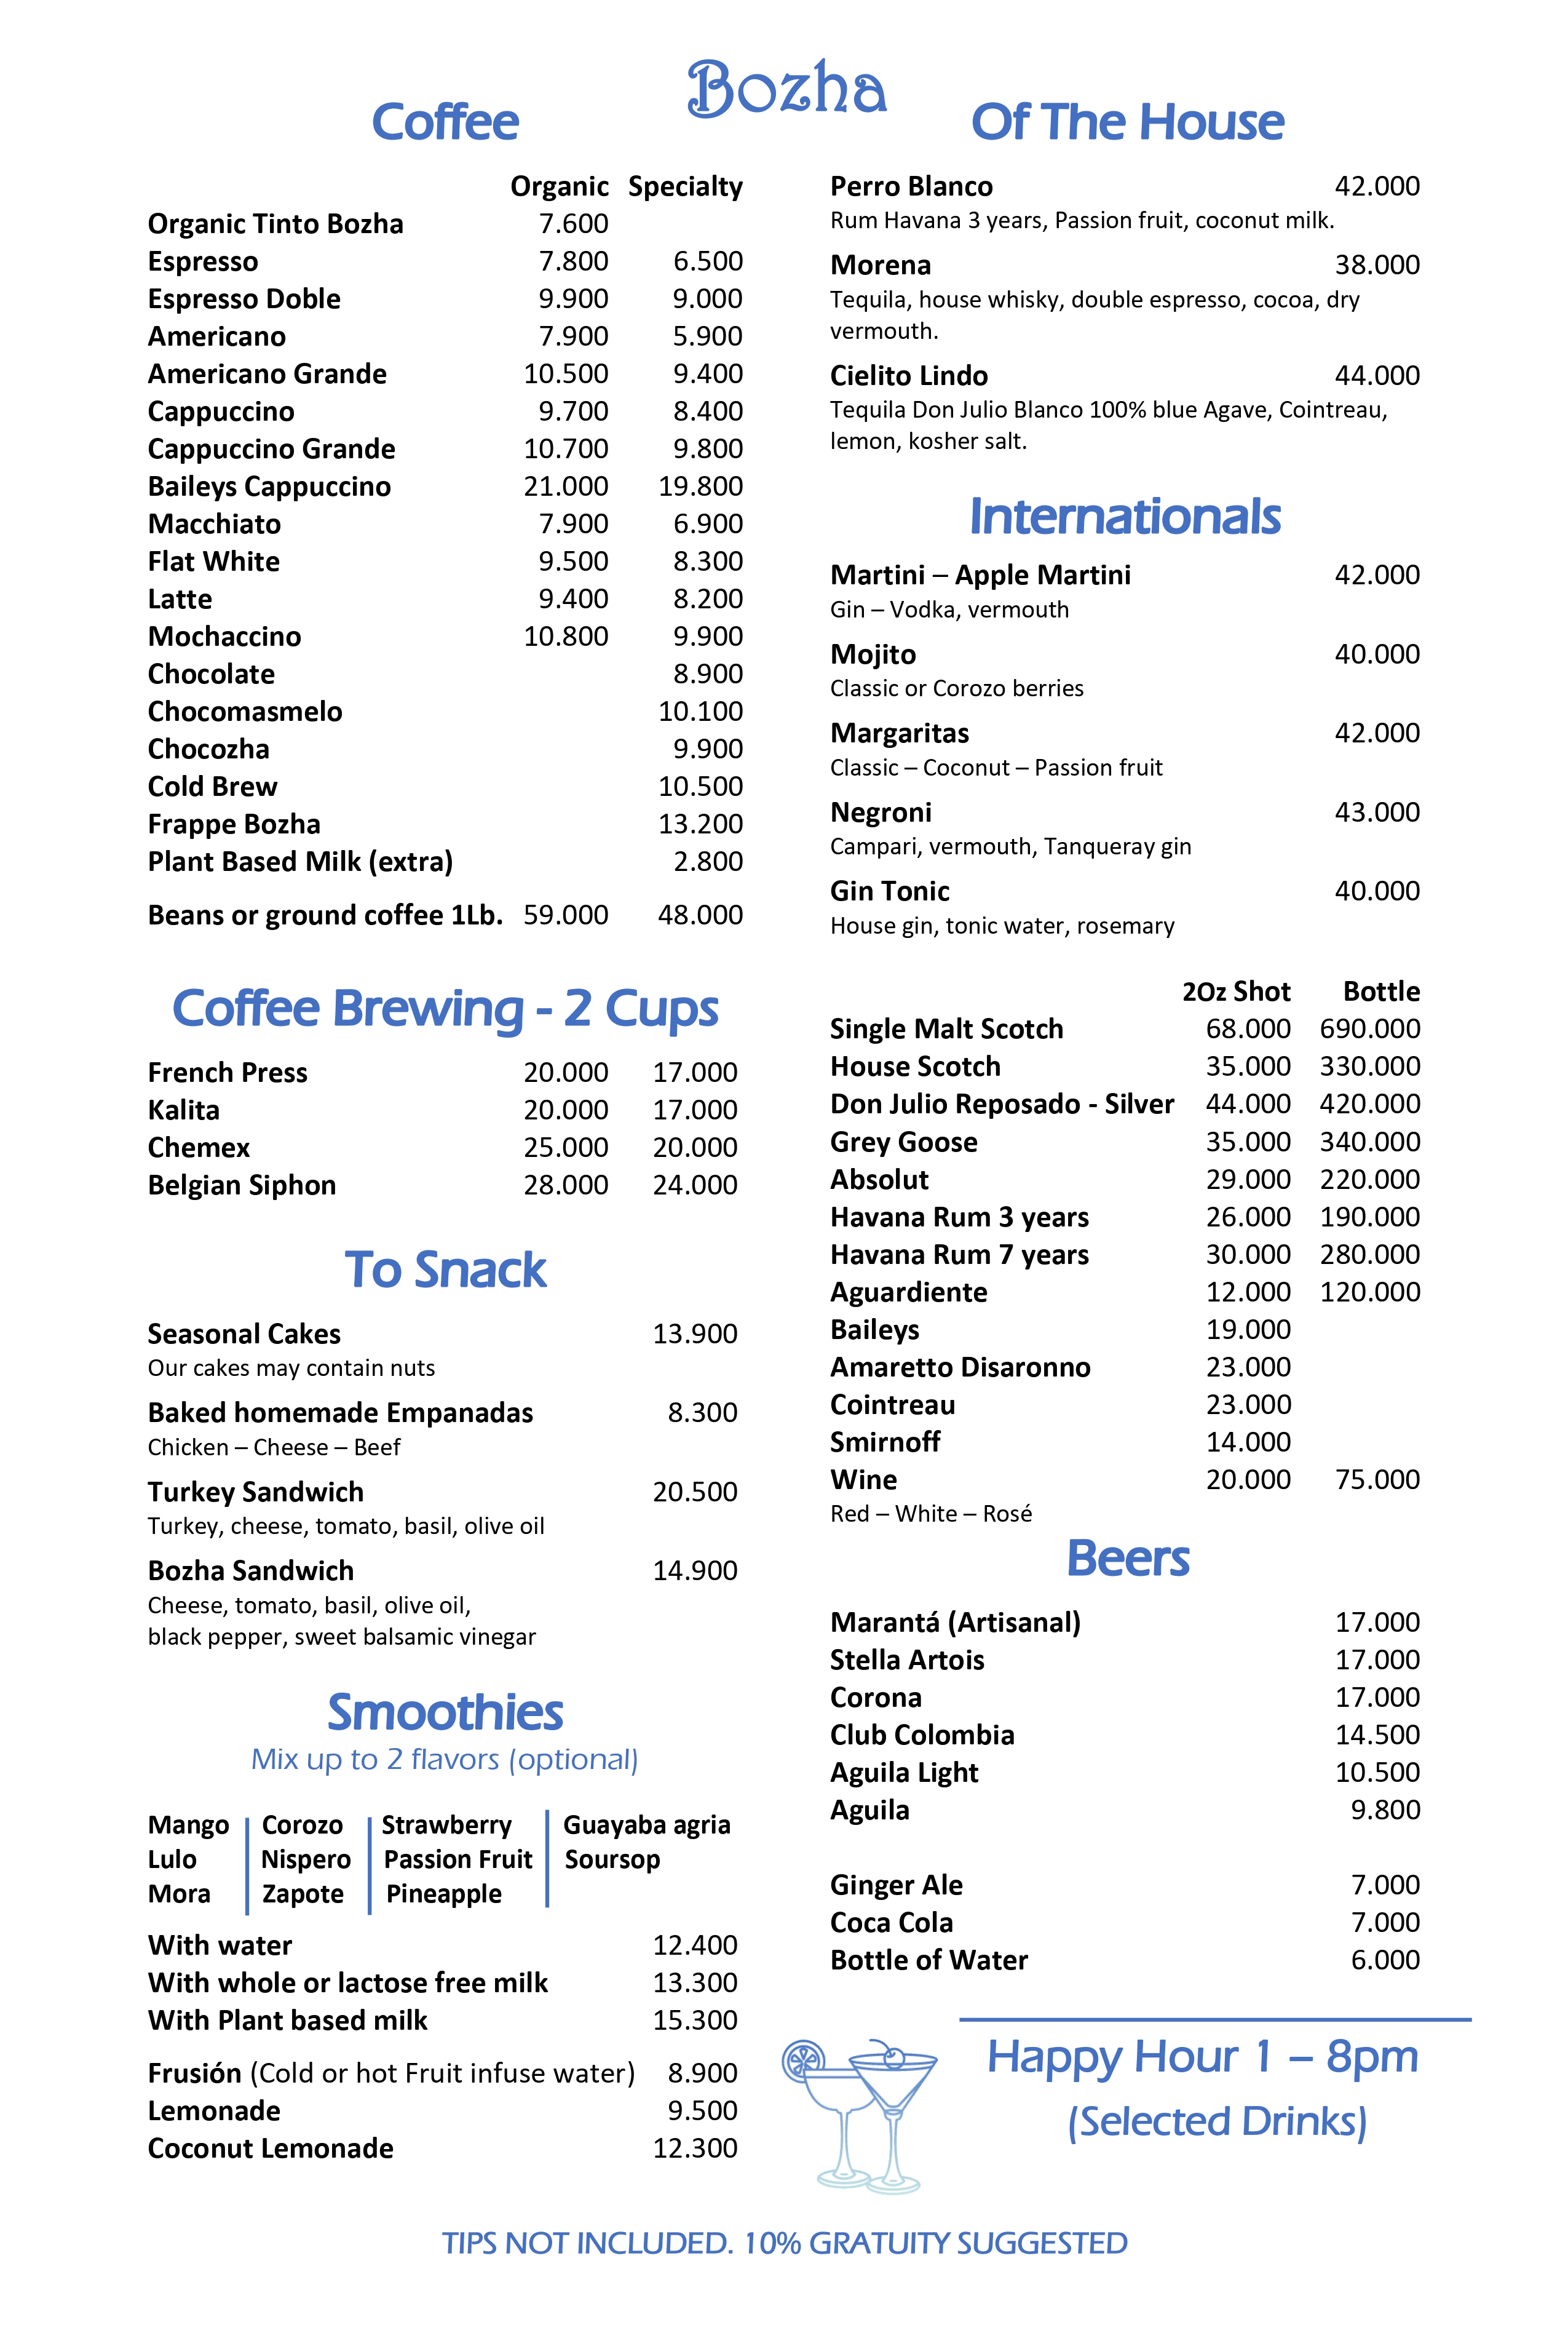 Bozha
Coffee
Organic Specialty
Organic Tinto Bozha 7.600
Espresso 7.800 6.500
Espresso Doble 9.900 9.000
Americano 7.900 5.900
Americano Grande 10.500 9.400
Cappuccino 9.700 8.400
Cappuccino Grande 10.700 9.800
Baileys Cappuccino 21.000 19.800
Macchiato 7.900 6.900
Flat White 9.500 8.300
Latte 9.400 8.200
Mochaccino 10.800 9.900
Chocolate 8.900
Chocomasmelo 10.100
Chocozha 9.900
Cold Brew 10.500
Frappe Bozha 13.200
Plant Based Milk (extra) 2.800
Beans or ground coffee 1Lb. 59.000 48.000
Coffee Brewing - 2 Cups
French Press 20.000 17.000
Kalita 20.000 17.000
Chemex 25.000 20.000
Belgian Siphon 28.000 24.000
To Snack
Seasonal Cakes 13.900
Our cakes may contain nuts
Baked homemade Empanadas 8.300
Chicken – Cheese – Beef
Turkey Sandwich 20.500
Turkey, cheese, tomato, basil, olive oil
Bozha Sandwich 14.900
Cheese, tomato, basil, olive oil,
black pepper, sweet balsamic vinegar
Smoothies
Mix up to 2 flavors (optional)
Mango Corozo Strawberry Guayaba agria
Lulo Nispero Passion Fruit Soursop
Mora Zapote Pineapple
With water 12.400
With whole or lactose free milk 13.300
With Plant based milk 15.300
Frusión (Cold or hot Fruit infuse water) 8.900
Lemonade 9.500
Coconut Lemonade 12.300
Of The House
Perro Blanco 42.000
Rum Havana 3 years, Passion fruit, coconut milk.
Morena 38.000
Tequila, house whisky, double espresso, cocoa, dry
vermouth.
Cielito Lindo 44.000
Tequila Don Julio Blanco 100% blue Agave, Cointreau,
lemon, kosher salt.
Internationals
Martini – Apple Martini 42.000
Gin – Vodka, vermouth
Mojito 40.000
Classic or Corozo berries
Margaritas 42.000
Classic – Coconut – Passion fruit
Negroni 43.000
Campari, vermouth, Tanqueray gin
Gin Tonic 40.000
House gin, tonic water, rosemary
2Oz Shot Bottle
Single Malt Scotch 68.000 690.000
House Scotch 35.000 330.000
Don Julio Reposado - Silver 44.000 420.000
Grey Goose 35.000 340.000
Absolut 29.000 220.000
Havana Rum 3 years 26.000 190.000
Havana Rum 7 years 30.000 280.000
Aguardiente 12.000 120.000
Baileys 19.000
Amaretto Disaronno 23.000
Cointreau 23.000
Smirnoff 14.000
Wine 20.000 75.000
Red – White – Rosé
Beers
Marantá (Artisanal) 17.000
Stella Artois 17.000
Corona 17.000
Club Colombia 14.500
Aguila Light 10.500
Aguila 9.800
Ginger Ale 7.000
Coca Cola 7.000
Bottle of Water 6.000
Happy Hour 1 – 8pm
(Selected Drinks)
TIPS NOT INCLUDED. 10% GRATUITY SUGGESTED